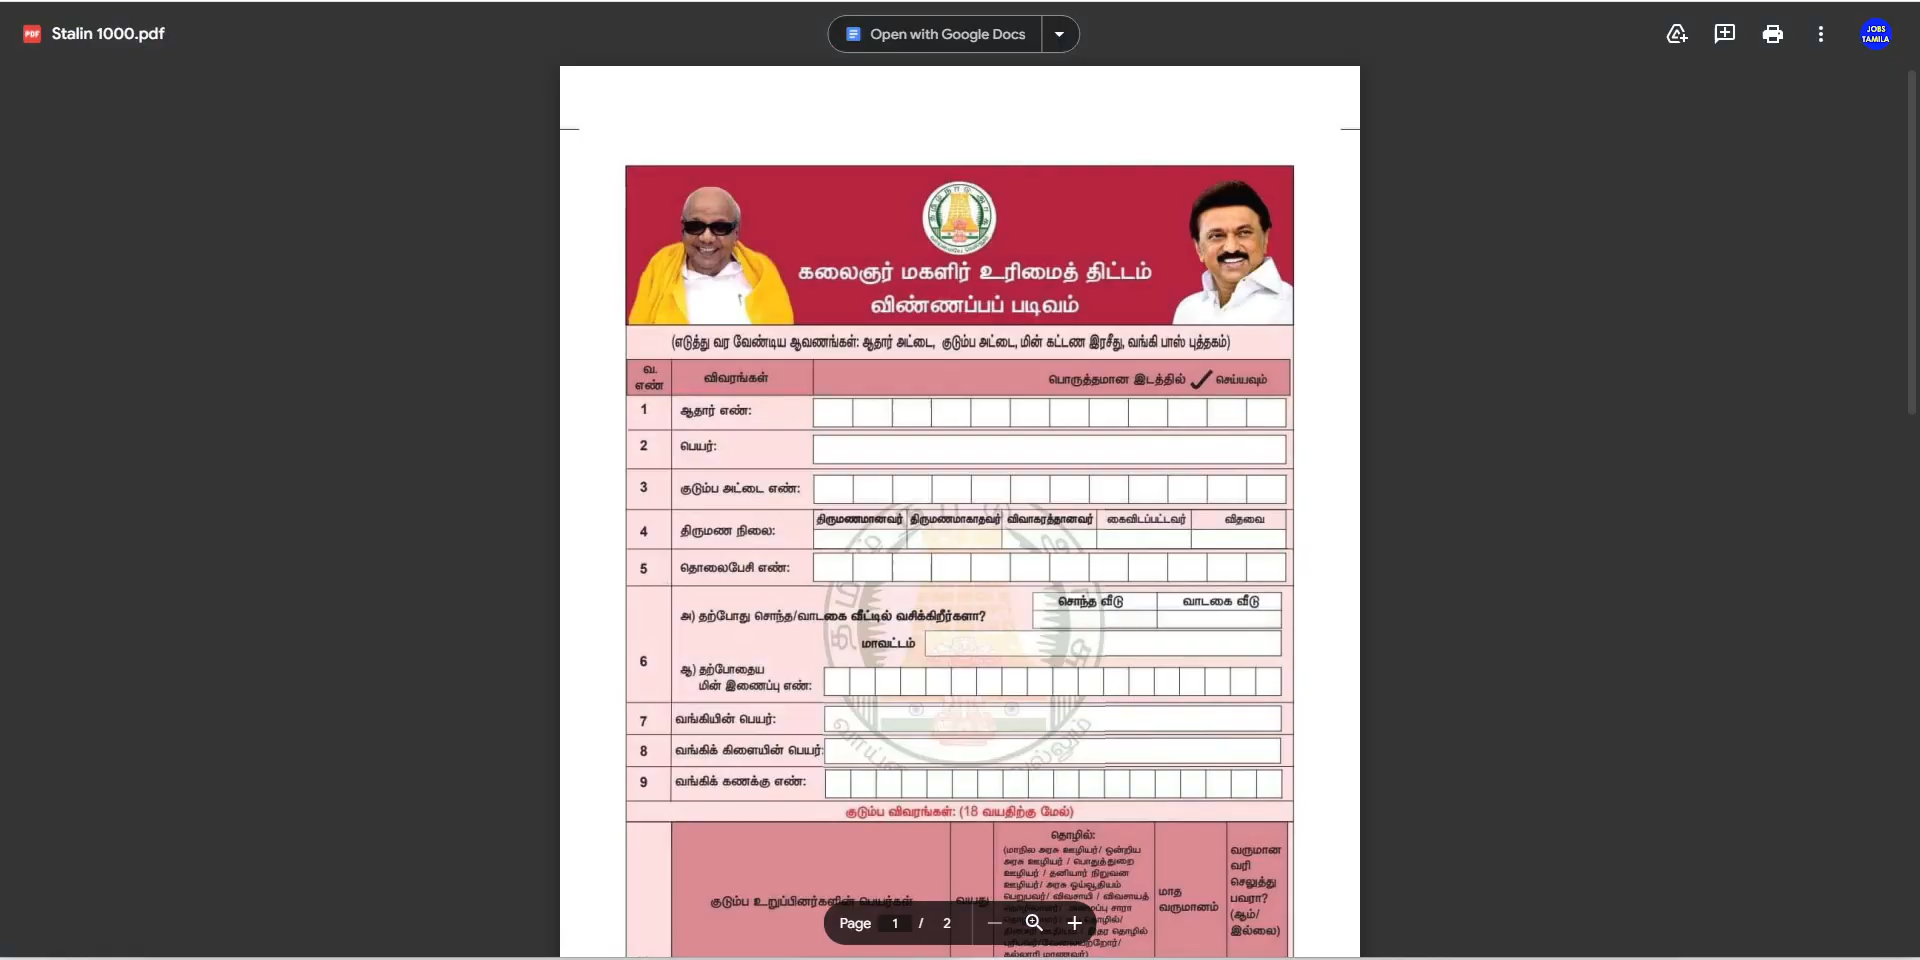 Stalin 1000.pdf
Open with Google Docs
JOBS
TAMILA
கலைஞர் மகளிர் உரிமைத் திட்டம்
விண்ணப்பப் படிவம்
(எடுத்து வர வேண்டிய ஆவணங்கள்: ஆதார் அட்டை, குடும்ப அட்டை, மின் கட்டண இரசீது, வங்கி பாஸ் புத்தகம்)
வ.
எண்
விவரங்கள்
பொருத்தமான இடத்தில் ✓ செய்யவும்
1 ஆதார் எண்:
2 பெயர்:
3 குடும்ப அட்டை எண்:
திருமணமானவர் திருமணமாகாதவர் விவாகரத்தானவர் கைவிடப்பட்டவர் விதவை
4 திருமண நிலை:
5 தொலைபேசி எண்:
சொந்த வீடு வாடகை வீடு
அ) தற்போது சொந்த/வாடகை வீட்டில் வசிக்கிறீர்களா?
மாவட்டம்
6
ஆ) தற்போதைய
மின் இணைப்பு எண்:
7 வங்கியின் பெயர்:
8 வங்கிக் கிளையின் பெயர்:
9 வங்கிக் கணக்கு எண்:
குடும்ப விவரங்கள்: (18 வயதிற்கு மேல்)
குடும்ப உறுப்பினர்களின் பெயர்கள்
வயது
தொழில்:
(மாநில அரசு ஊழியர்/ ஒன்றிய
அரசு ஊழியர் / பொதுத்துறை
ஊழியர் / தனியார் நிறுவன
ஊழியர்/ அரசு ஓய்வூதியம்
பெறுபவர்/ விவசாயி / விவசாயத்
மாத
வருமானம்
வருமான
வரி
செலுத்து
பவரா?
(ஆம்/
இல்லை)
Page 1 / 2